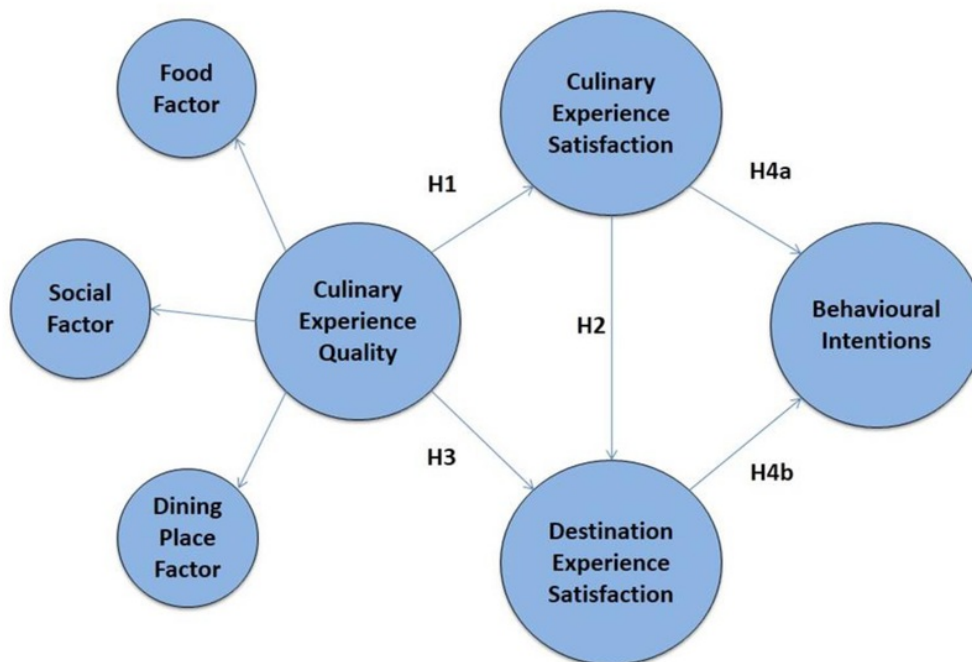 Food
Factor
Culinary
Experience
Satisfaction
H1
H4a
Social
Factor
Culinary
Experience
Quality
H2
Behavioural
Intentions
H3
H4b
Dining
Place
Factor
Destination
Experience
Satisfaction